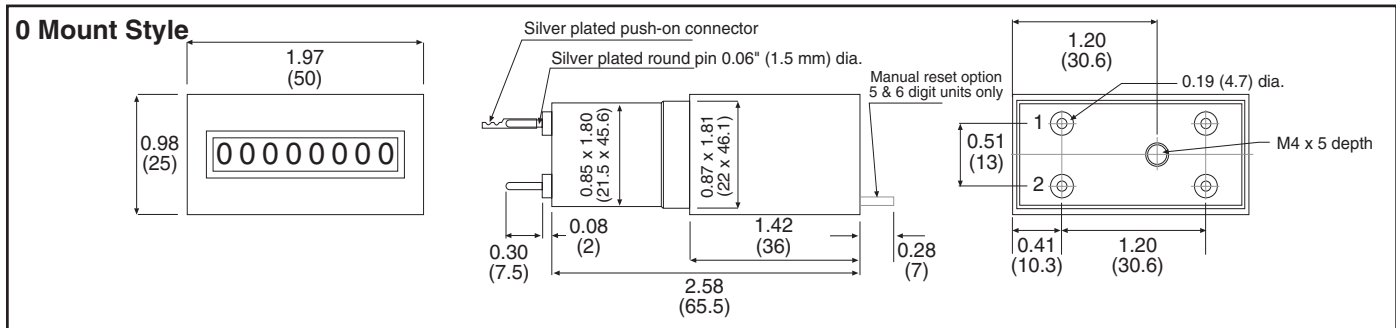 0 Mount Style
1.97
(50)
0.98
(25)
00000000
Silver plated push-on connector
Silver plated round pin 0.06" (1.5 mm) dia.
Manual reset option
5 & 6 digit units only
0.85 x 1.80
(21.5 x 45.6)
0.87 x 1.81
(22 x 46.1)
0.30
(7.5)
0.08
(2)
1.42
(36)
0.28
(7)
2.58
(65.5)
1.20
(30.6)
0.19 (4.7) dia.
1
0.51
(13)
M4 x 5 depth
2
0.41
(10.3)
1.20
(30.6)